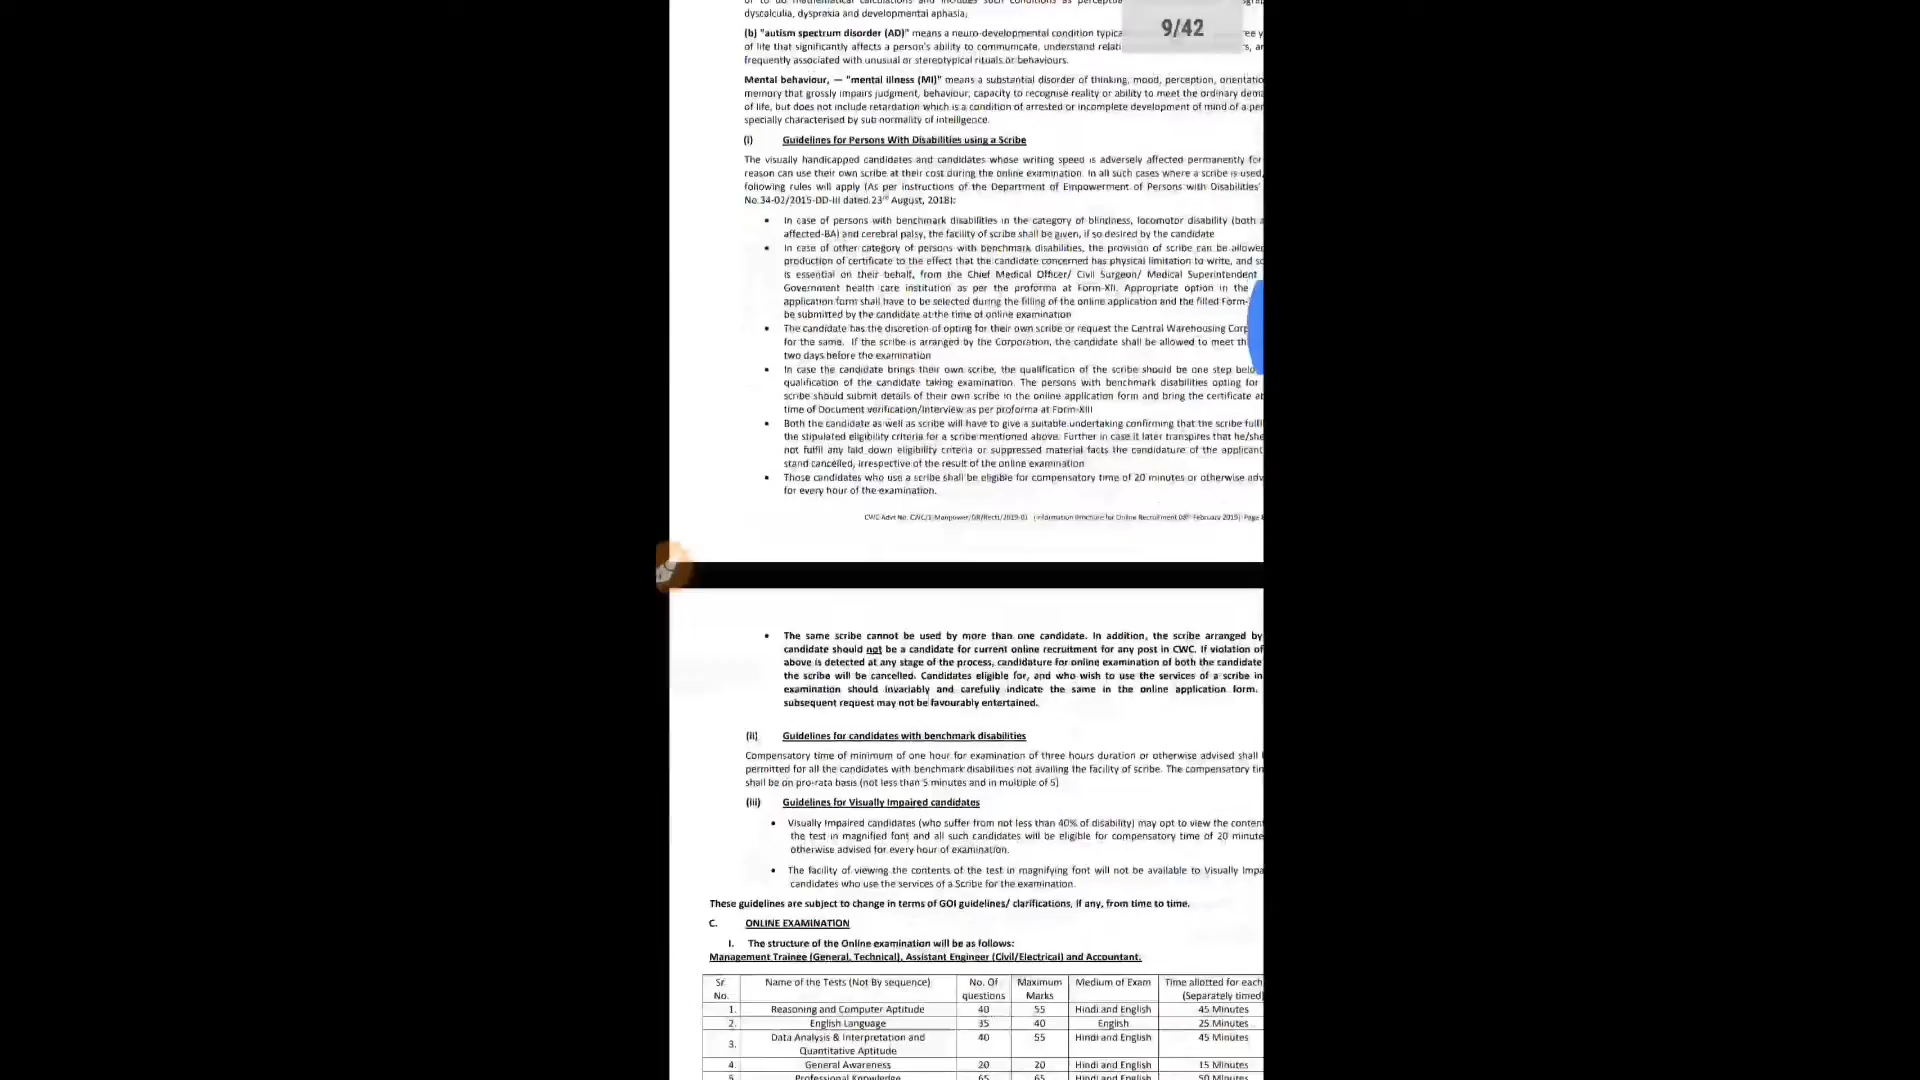 dyscalculia, dyspraxia and developmental aphasia;
9/42
(b) "autism spectrum disorder (AD)" means a neuro-developmental condition typica ee y
of life that significantly affects a person's ability to communicate, understand relati s, an
frequently associated with unusual or stereotypical rituals or behaviours.
Mental behaviour, — "mental illness (MI)" means a substantial disorder of thinking, mood, perception, orientatio
memory that grossly impairs judgment, behaviour, capacity to recognise reality or ability to meet the ordinary dema
of life, but does not include retardation which is a condition of arrested or incomplete development of mind of a per
specially characterised by sub normality of intelligence.
(i) Guidelines for Persons With Disabilities using a Scribe
The visually handicapped candidates and candidates whose writing speed is adversely affected permanently for
reason can use their own scribe at their cost during the online examination. In all such cases where a scribe is used,
following rules will apply (As per instructions of the Department of Empowerment of Persons with Disabilities'
No.34-02/2015-DD-III dated 23rd August, 2018):
• In case of persons with benchmark disabilities in the category of blindness, locomotor disability (both a
affected-BA) and cerebral palsy, the facility of scribe shall be given, if so desired by the candidate
• In case of other category of persons with benchmark disabilities, the provision of scribe can be allowe
production of certificate to the effect that the candidate concerned has physical limitation to write, and sc
is essential on their behalf, from the Chief Medical Officer/ Civil Surgeon/ Medical Superintendent
Government health care institution as per the proforma at Form-XII. Appropriate option in the
application form shall have to be selected during the filling of the online application and the filled Form-
be submitted by the candidate at the time of online examination
• The candidate has the discretion of opting for their own scribe or request the Central Warehousing Corp
for the same. If the scribe is arranged by the Corporation, the candidate shall be allowed to meet th
two days before the examination
• In case the candidate brings their own scribe, the qualification of the scribe should be one step belo
qualification of the candidate taking examination. The persons with benchmark disabilities opting for
scribe should submit details of their own scribe in the online application form and bring the certificate at
time of Document verification/Interview as per proforma at Form-XIII
• Both the candidate as well as scribe will have to give a suitable undertaking confirming that the scribe fulfi
the stipulated eligibility criteria for a scribe mentioned above. Further in case it later transpires that he/she
not fulfil any laid down eligibility criteria or suppressed material facts the candidature of the applicant
stand cancelled, irrespective of the result of the online examination
• Those candidates who use a scribe shall be eligible for compensatory time of 20 minutes or otherwise adv
for every hour of the examination.
CWC Advt No. CWC/1-Manpower/DR/Rectt/2019/01 (Information Brochure for Online Recruitment 08th February 2019) Page 8
• The same scribe cannot be used by more than one candidate. In addition, the scribe arranged by
candidate should not be a candidate for current online recruitment for any post in CWC. If violation of
above is detected at any stage of the process, candidature for online examination of both the candidate
the scribe will be cancelled. Candidates eligible for, and who wish to use the services of a scribe in
examination should invariably and carefully indicate the same in the online application form.
subsequent request may not be favourably entertained.
(ii) Guidelines for candidates with benchmark disabilities
Compensatory time of minimum of one hour for examination of three hours duration or otherwise advised shall
permitted for all the candidates with benchmark disabilities not availing the facility of scribe. The compensatory tim
shall be on pro-rata basis (not less than 5 minutes and in multiple of 5)
(iii) Guidelines for Visually Impaired candidates
• Visually Impaired candidates (who suffer from not less than 40% of disability) may opt to view the conten
the test in magnified font and all such candidates will be eligible for compensatory time of 20 minute
otherwise advised for every hour of examination.
• The facility of viewing the contents of the test in magnifying font will not be available to Visually Impa
candidates who use the services of a Scribe for the examination.
These guidelines are subject to change in terms of GOI guidelines/ clarifications, if any, from time to time.
C. ONLINE EXAMINATION
I. The structure of the Online examination will be as follows:
Management Trainee (General, Technical), Assistant Engineer (Civil/Electrical) and Accountant.
Sr. No. Name of the Tests (Not By sequence) No. Of questions Maximum Marks Medium of Exam Time allotted for each (Separately timed)
1. Reasoning and Computer Aptitude 40 55 Hindi and English 45 Minutes
2. English Language 35 40 English 25 Minutes
3. Data Analysis & Interpretation and Quantitative Aptitude 40 55 Hindi and English 45 Minutes
4. General Awareness 20 20 Hindi and English 15 Minutes
5. Professional Knowledge 65 65 Hindi and English 50 Minutes